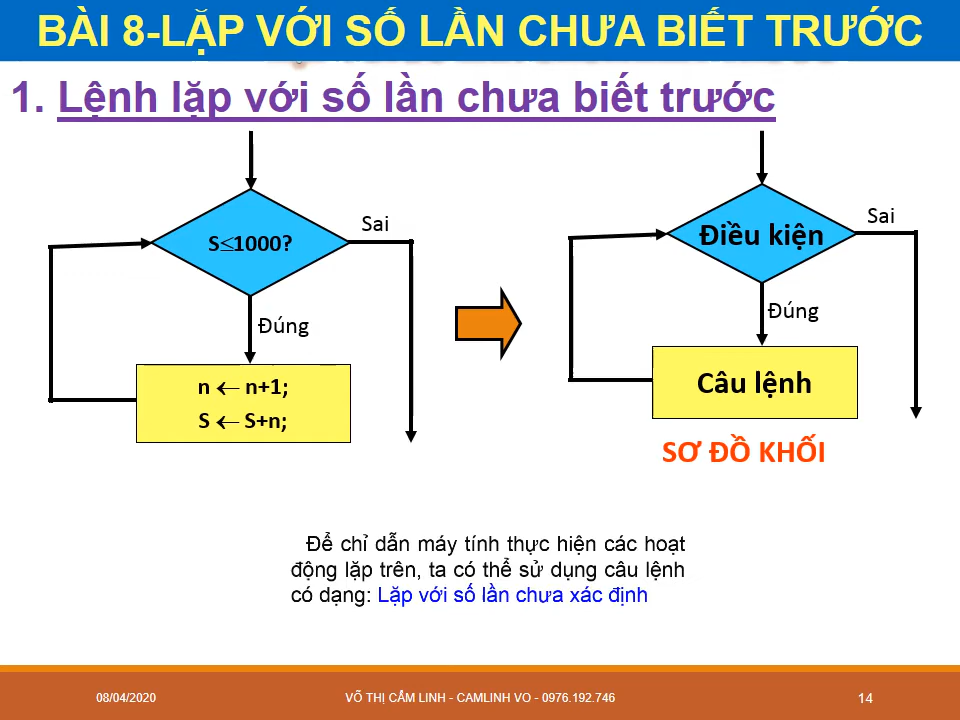 BÀI 8-LẶP VỚI SỐ LẦN CHƯA BIẾT TRƯỚC
1. Lệnh lặp với số lần chưa biết trước
S≤1000?
Sai
Đúng
n ← n+1;
S ← S+n;
Điều kiện
Sai
Đúng
Câu lệnh
SƠ ĐỒ KHỐI
Để chỉ dẫn máy tính thực hiện các hoạt
động lặp trên, ta có thể sử dụng câu lệnh
có dạng: Lặp với số lần chưa xác định
08/04/2020
VÕ THỊ CẨM LINH - CAMLINH VO - 0976.192.746
14